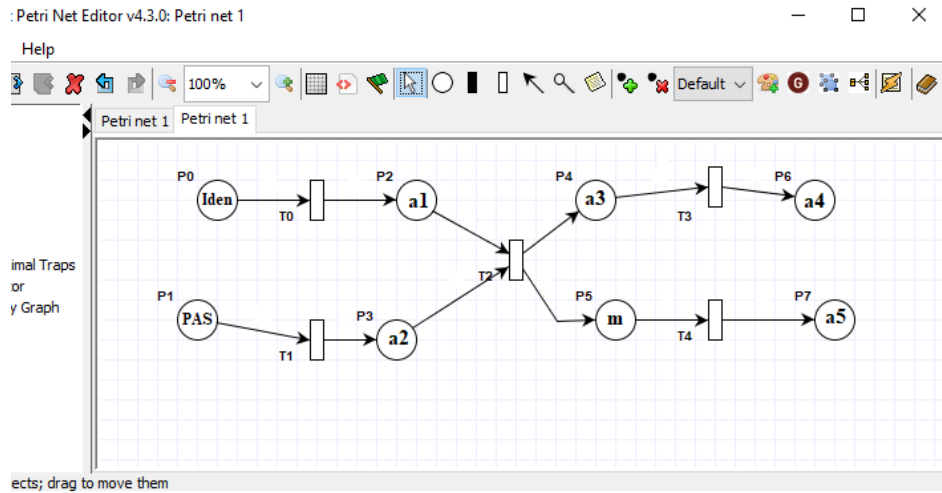 : Petri Net Editor v4.3.0: Petri net 1
Help
100%
Default
G
Petri net 1 Petri net 1
P0 P2 P4 P6
Iden a1 a3 a4
T0 T3
imal Traps
or
y Graph
T2
P1 P3 P5 P7
PAS a2 m a5
T1 T4
ects; drag to move them